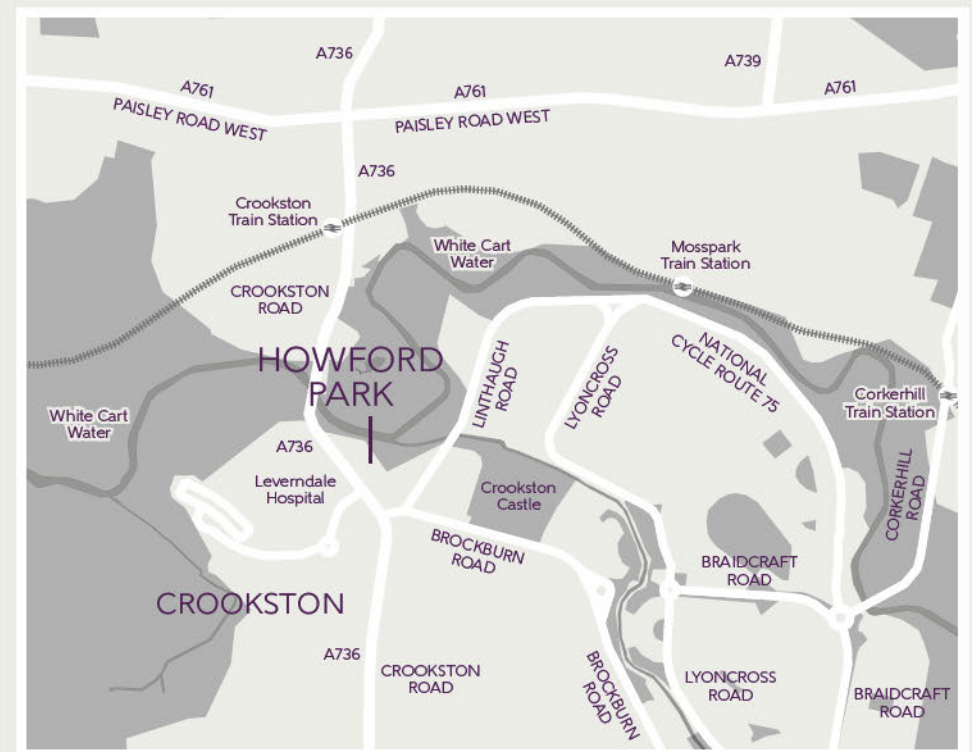 A736
A739
A761
A761
A761
PAISLEY ROAD WEST
PAISLEY ROAD WEST
A736
Crookston
Train Station
White Cart
Water
Mosspark
Train Station
CROOKSTON
ROAD
HOWFORD
PARK
LINTHAUGH
ROAD
LYONCROSS
ROAD
NATIONAL
CYCLE ROUTE 75
Corkerhill
Train Station
White Cart
Water
A736
Leverndale
Hospital
Crookston
Castle
CORKERHILL
ROAD
BROCKBURN
ROAD
BRAIDCRAFT
ROAD
CROOKSTON
A736
CROOKSTON
ROAD
BROCKBURN
ROAD
LYONCROSS
ROAD
BRAIDCRAFT
ROAD